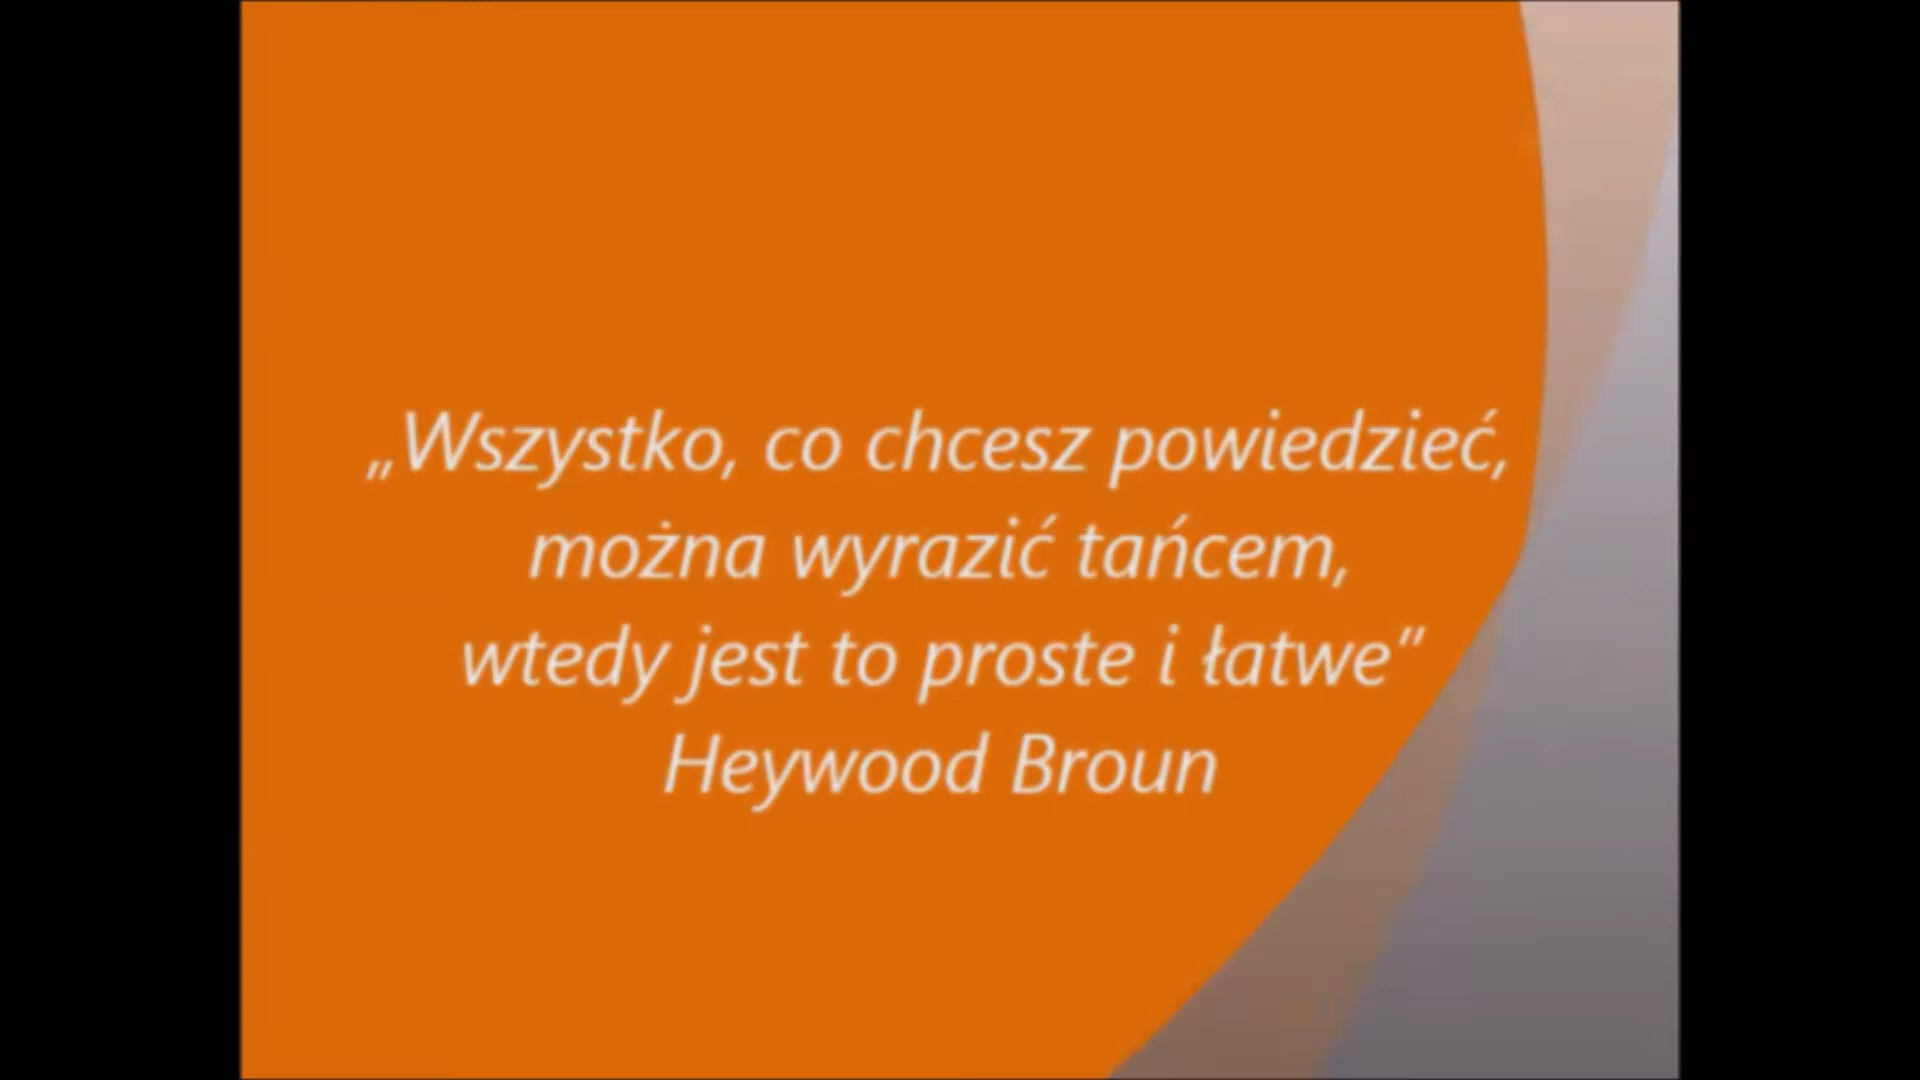 „Wszystko, co chcesz powiedzieć,
można wyrazić tańcem,
wtedy jest to proste i łatwe”
Heywood Broun